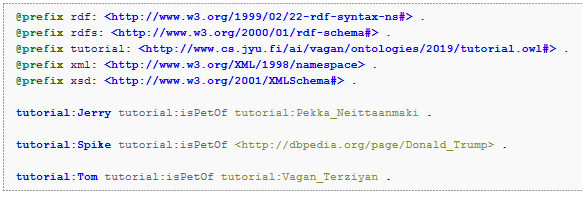 @prefix rdf: <http://www.w3.org/1999/02/22-rdf-syntax-ns#> .
@prefix rdfs: <http://www.w3.org/2000/01/rdf-schema#> .
@prefix tutorial: <http://www.cs.jyu.fi/ai/vagan/ontologies/2019/tutorial.owl#> .
@prefix xml: <http://www.w3.org/XML/1998/namespace> .
@prefix xsd: <http://www.w3.org/2001/XMLSchema#> .
tutorial:Jerry tutorial:isPetOf tutorial:Pekka_Neittaanmaki .
tutorial:Spike tutorial:isPetOf <http://dbpedia.org/page/Donald_Trump> .
tutorial:Tom tutorial:isPetOf tutorial:Vagan_Terziyan .